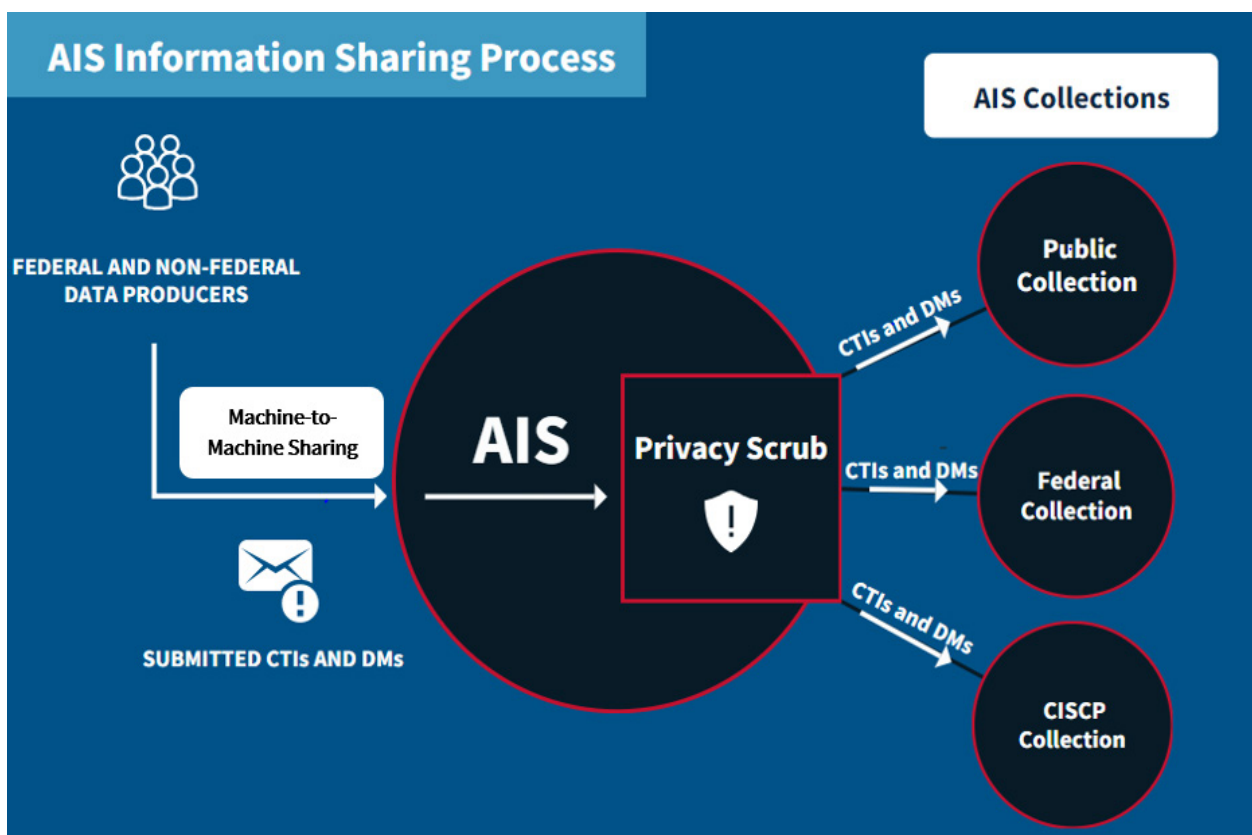 AIS Information Sharing Process
AIS Collections
FEDERAL AND NON-FEDERAL
DATA PRODUCERS
Machine-to-
Machine Sharing
SUBMITTED CTIs AND DMs
AIS
Privacy Scrub
CTIs and DMs
Public
Collection
CTIs and DMs
Federal
Collection
CTIs and DMs
CISCP
Collection